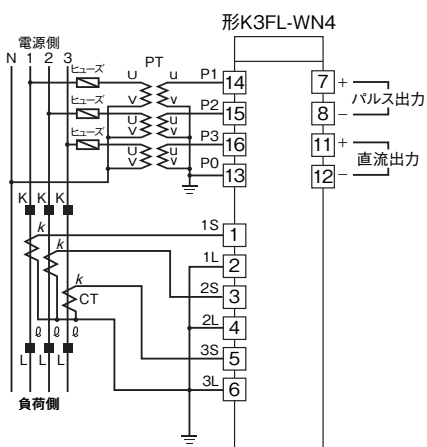 形K3FL-WN4
電源側
N 1 2 3
PT
ヒューズ
U u P1 14
V v
ヒューズ
P2 15
U u
V v
ヒューズ
P3 16
U u
V v
P0 13
7 +
パルス出力
8 −
11 +
直流出力
12 −
K K K
k 1S 1
1L 2
k 2S 3
2L 4
k CT
3S 5
3L 6
ℓ ℓ ℓ
L L L
負荷側